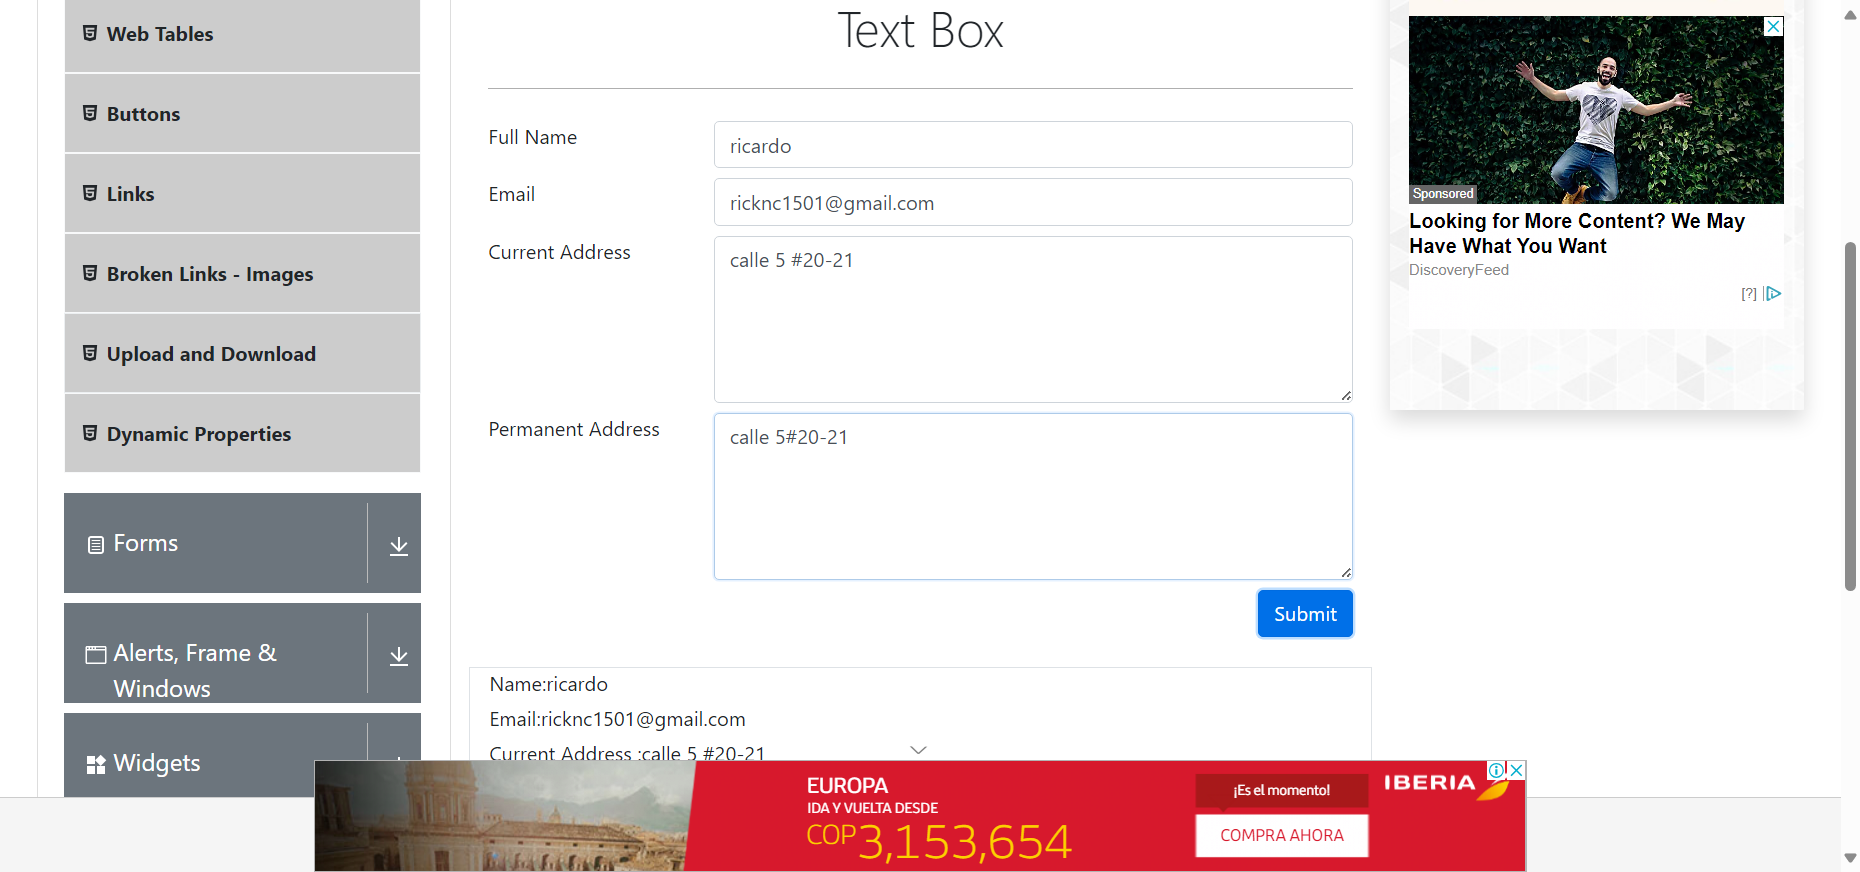 Web Tables
Buttons
Links
Broken Links - Images
Upload and Download
Dynamic Properties
Forms
Alerts, Frame &
Windows
Widgets
Text Box
Full Name
ricardo
Email
ricknc1501@gmail.com
Current Address
calle 5 #20-21
Permanent Address
calle 5#20-21
Submit
Name:ricardo
Email:ricknc1501@gmail.com
Current Address :calle 5 #20-21
Sponsored
Looking for More Content? We May
Have What You Want
DiscoveryFeed
[?]
EUROPA
IDA Y VUELTA DESDE
COP3,153,654
¡Es el momento!
COMPRA AHORA
IBERIA